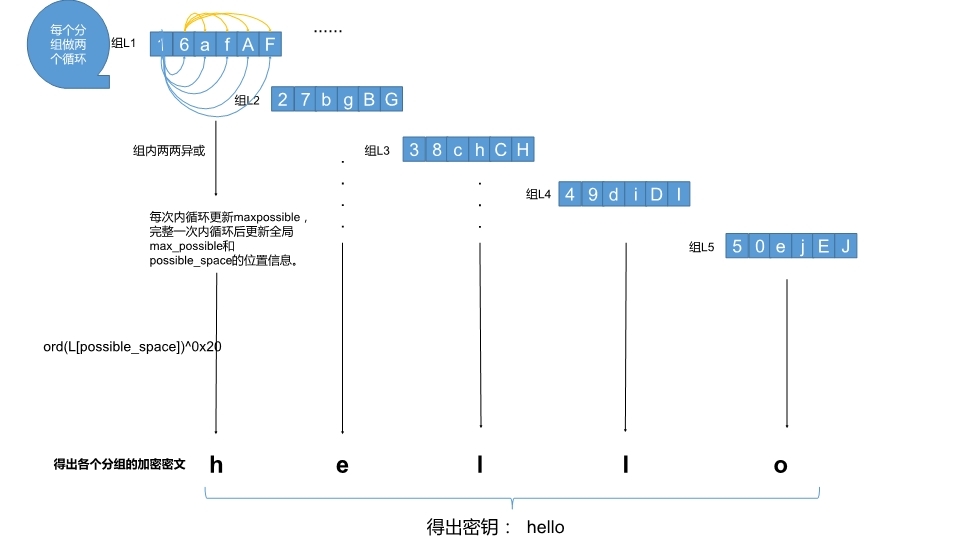 每个分
组做两
个循环
组L1
1 6 a f A F
......
组L2
2 7 b g B G
组内两两异或
组L3
3 8 c h C H
组L4
4 9 d i D I
每次内循环更新maxpossible，
完整一次内循环后更新全局
max_possible和
possible_space的位置信息。
组L5
5 0 e j E J
ord(L[possible_space])^0x20
得出各个分组的加密密文
h e l l o
得出密钥： hello